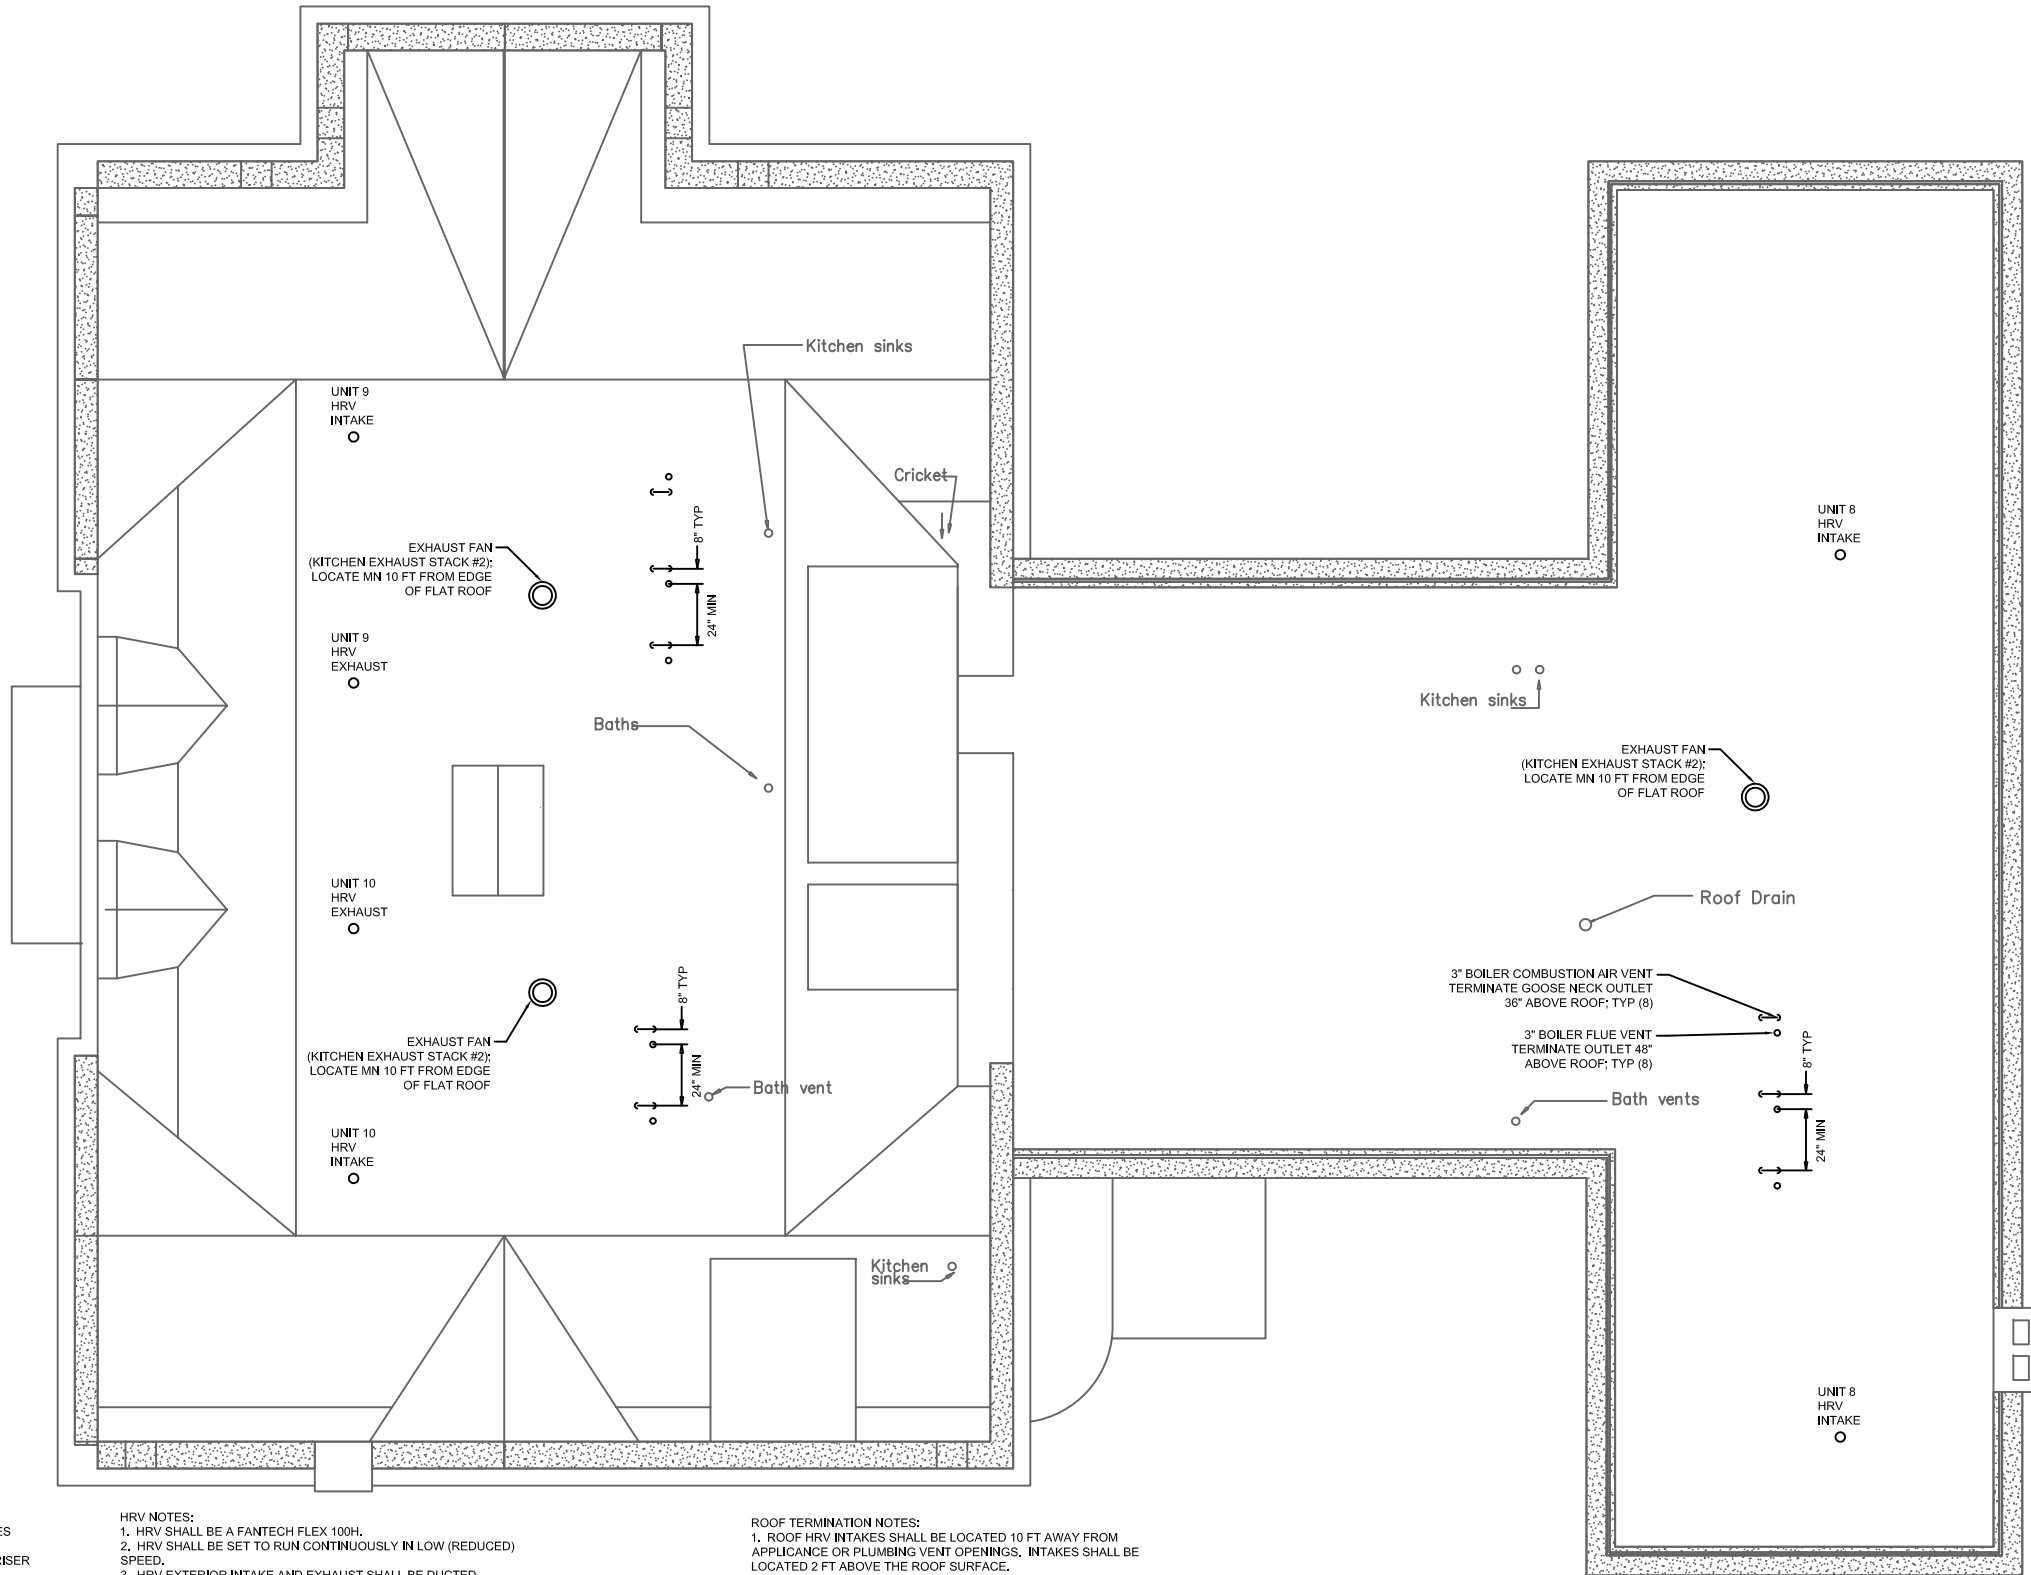 Kitchen sinks
UNIT 9
HRV
INTAKE
Cricket
8" TYP
EXHAUST FAN
(KITCHEN EXHAUST STACK #2);
LOCATE MN 10 FT FROM EDGE
OF FLAT ROOF
24" MIN
UNIT 8
HRV
INTAKE
UNIT 9
HRV
EXHAUST
Baths
Kitchen sinks
EXHAUST FAN
(KITCHEN EXHAUST STACK #2);
LOCATE MN 10 FT FROM EDGE
OF FLAT ROOF
UNIT 10
HRV
EXHAUST
Roof Drain
8" TYP
3" BOILER COMBUSTION AIR VENT
TERMINATE GOOSE NECK OUTLET
36" ABOVE ROOF; TYP (8)
EXHAUST FAN
(KITCHEN EXHAUST STACK #2);
LOCATE MN 10 FT FROM EDGE
OF FLAT ROOF
3" BOILER FLUE VENT
TERMINATE OUTLET 48"
ABOVE ROOF; TYP (8)
8" TYP
24" MIN
Bath vent
Bath vents
24" MIN
UNIT 10
HRV
INTAKE
Kitchen
sinks
UNIT 8
HRV
INTAKE
ES
RISER
HRV NOTES:
1. HRV SHALL BE A FANTECH FLEX 100H.
2. HRV SHALL BE SET TO RUN CONTINUOUSLY IN LOW (REDUCED)
SPEED.
3. HRV EXTERIOR INTAKE AND EXHAUST SHALL BE DUCTED
ROOF TERMINATION NOTES:
1. ROOF HRV INTAKES SHALL BE LOCATED 10 FT AWAY FROM
APPLICANCE OR PLUMBING VENT OPENINGS. INTAKES SHALL BE
LOCATED 2 FT ABOVE THE ROOF SURFACE.